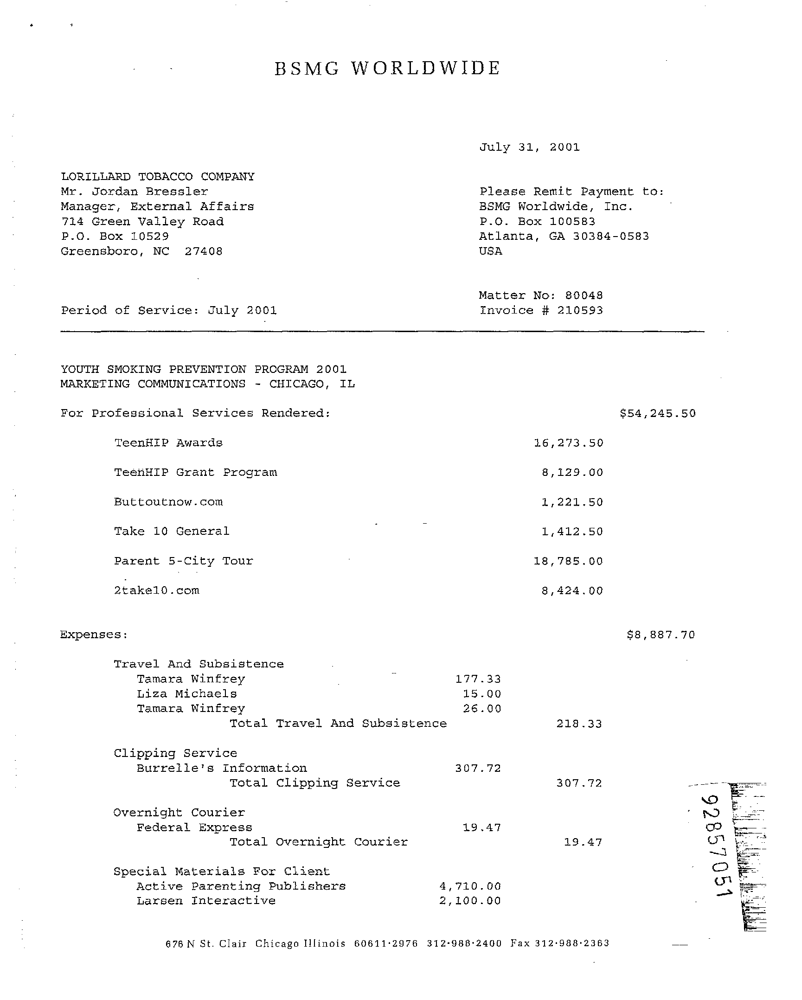 BSMG WORLDWIDE
July 31, 2001
LORILLARD TOBACCO COMPANY
Mr. Jordan Bressler
Manager, External Affairs
714 Green Valley Road
P.O. Box 10529
Greensboro, NC 27408
Please Remit Payment to:
BSMG Worldwide, Inc.
P.O. Box 100583
Atlanta, GA 30384-0583
USA
Matter No: 80048
Period of Service: July 2001 Invoice # 210593
YOUTH SMOKING PREVENTION PROGRAM 2001
MARKETING COMMUNICATIONS - CHICAGO, IL
For Professional Services Rendered: $54,245.50
TeenHIP Awards 16,273.50
TeenHIP Grant Program 8,129.00
Buttoutnow.com 1,221.50
Take 10 General 1,412.50
Parent 5-City Tour 18,785.00
2take10.com 8,424.00
Expenses: $8,887.70
Travel And Subsistence
Tamara Winfrey 177.33
Liza Michaels 15.00
Tamara Winfrey 26.00
Total Travel And Subsistence 218.33
Clipping Service
Burrelle's Information 307.72
Total Clipping Service 307.72
Overnight Courier
Federal Express 19.47
Total Overnight Courier 19.47
Special Materials For Client
Active Parenting Publishers 4,710.00
Larsen Interactive 2,100.00
92857051
676 N St. Clair Chicago Illinois 60611-2976 312-988-2400 Fax 312-988-2363